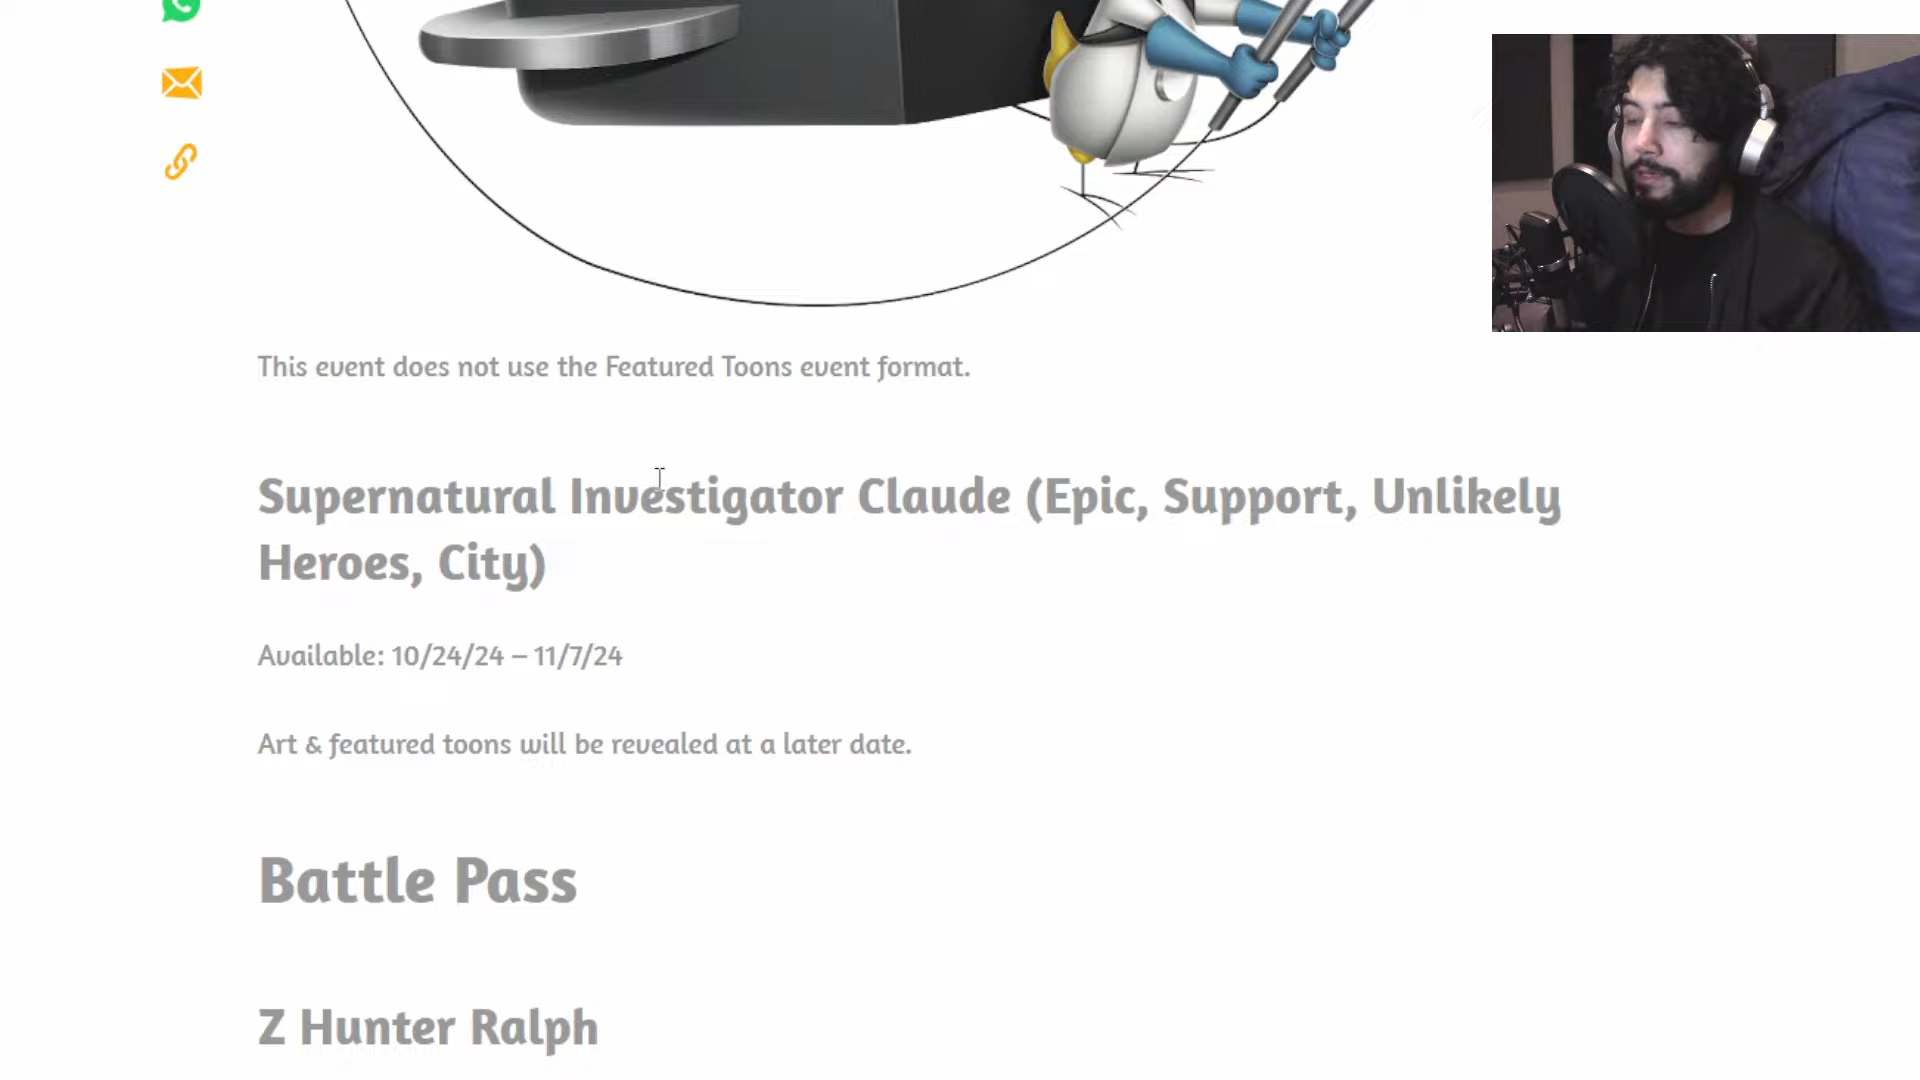 This event does not use the Featured Toons event format.
Supernatural Investigator Claude (Epic, Support, Unlikely
Heroes, City)
Available: 10/24/24 – 11/7/24
Art & featured toons will be revealed at a later date.
Battle Pass
Z Hunter Ralph